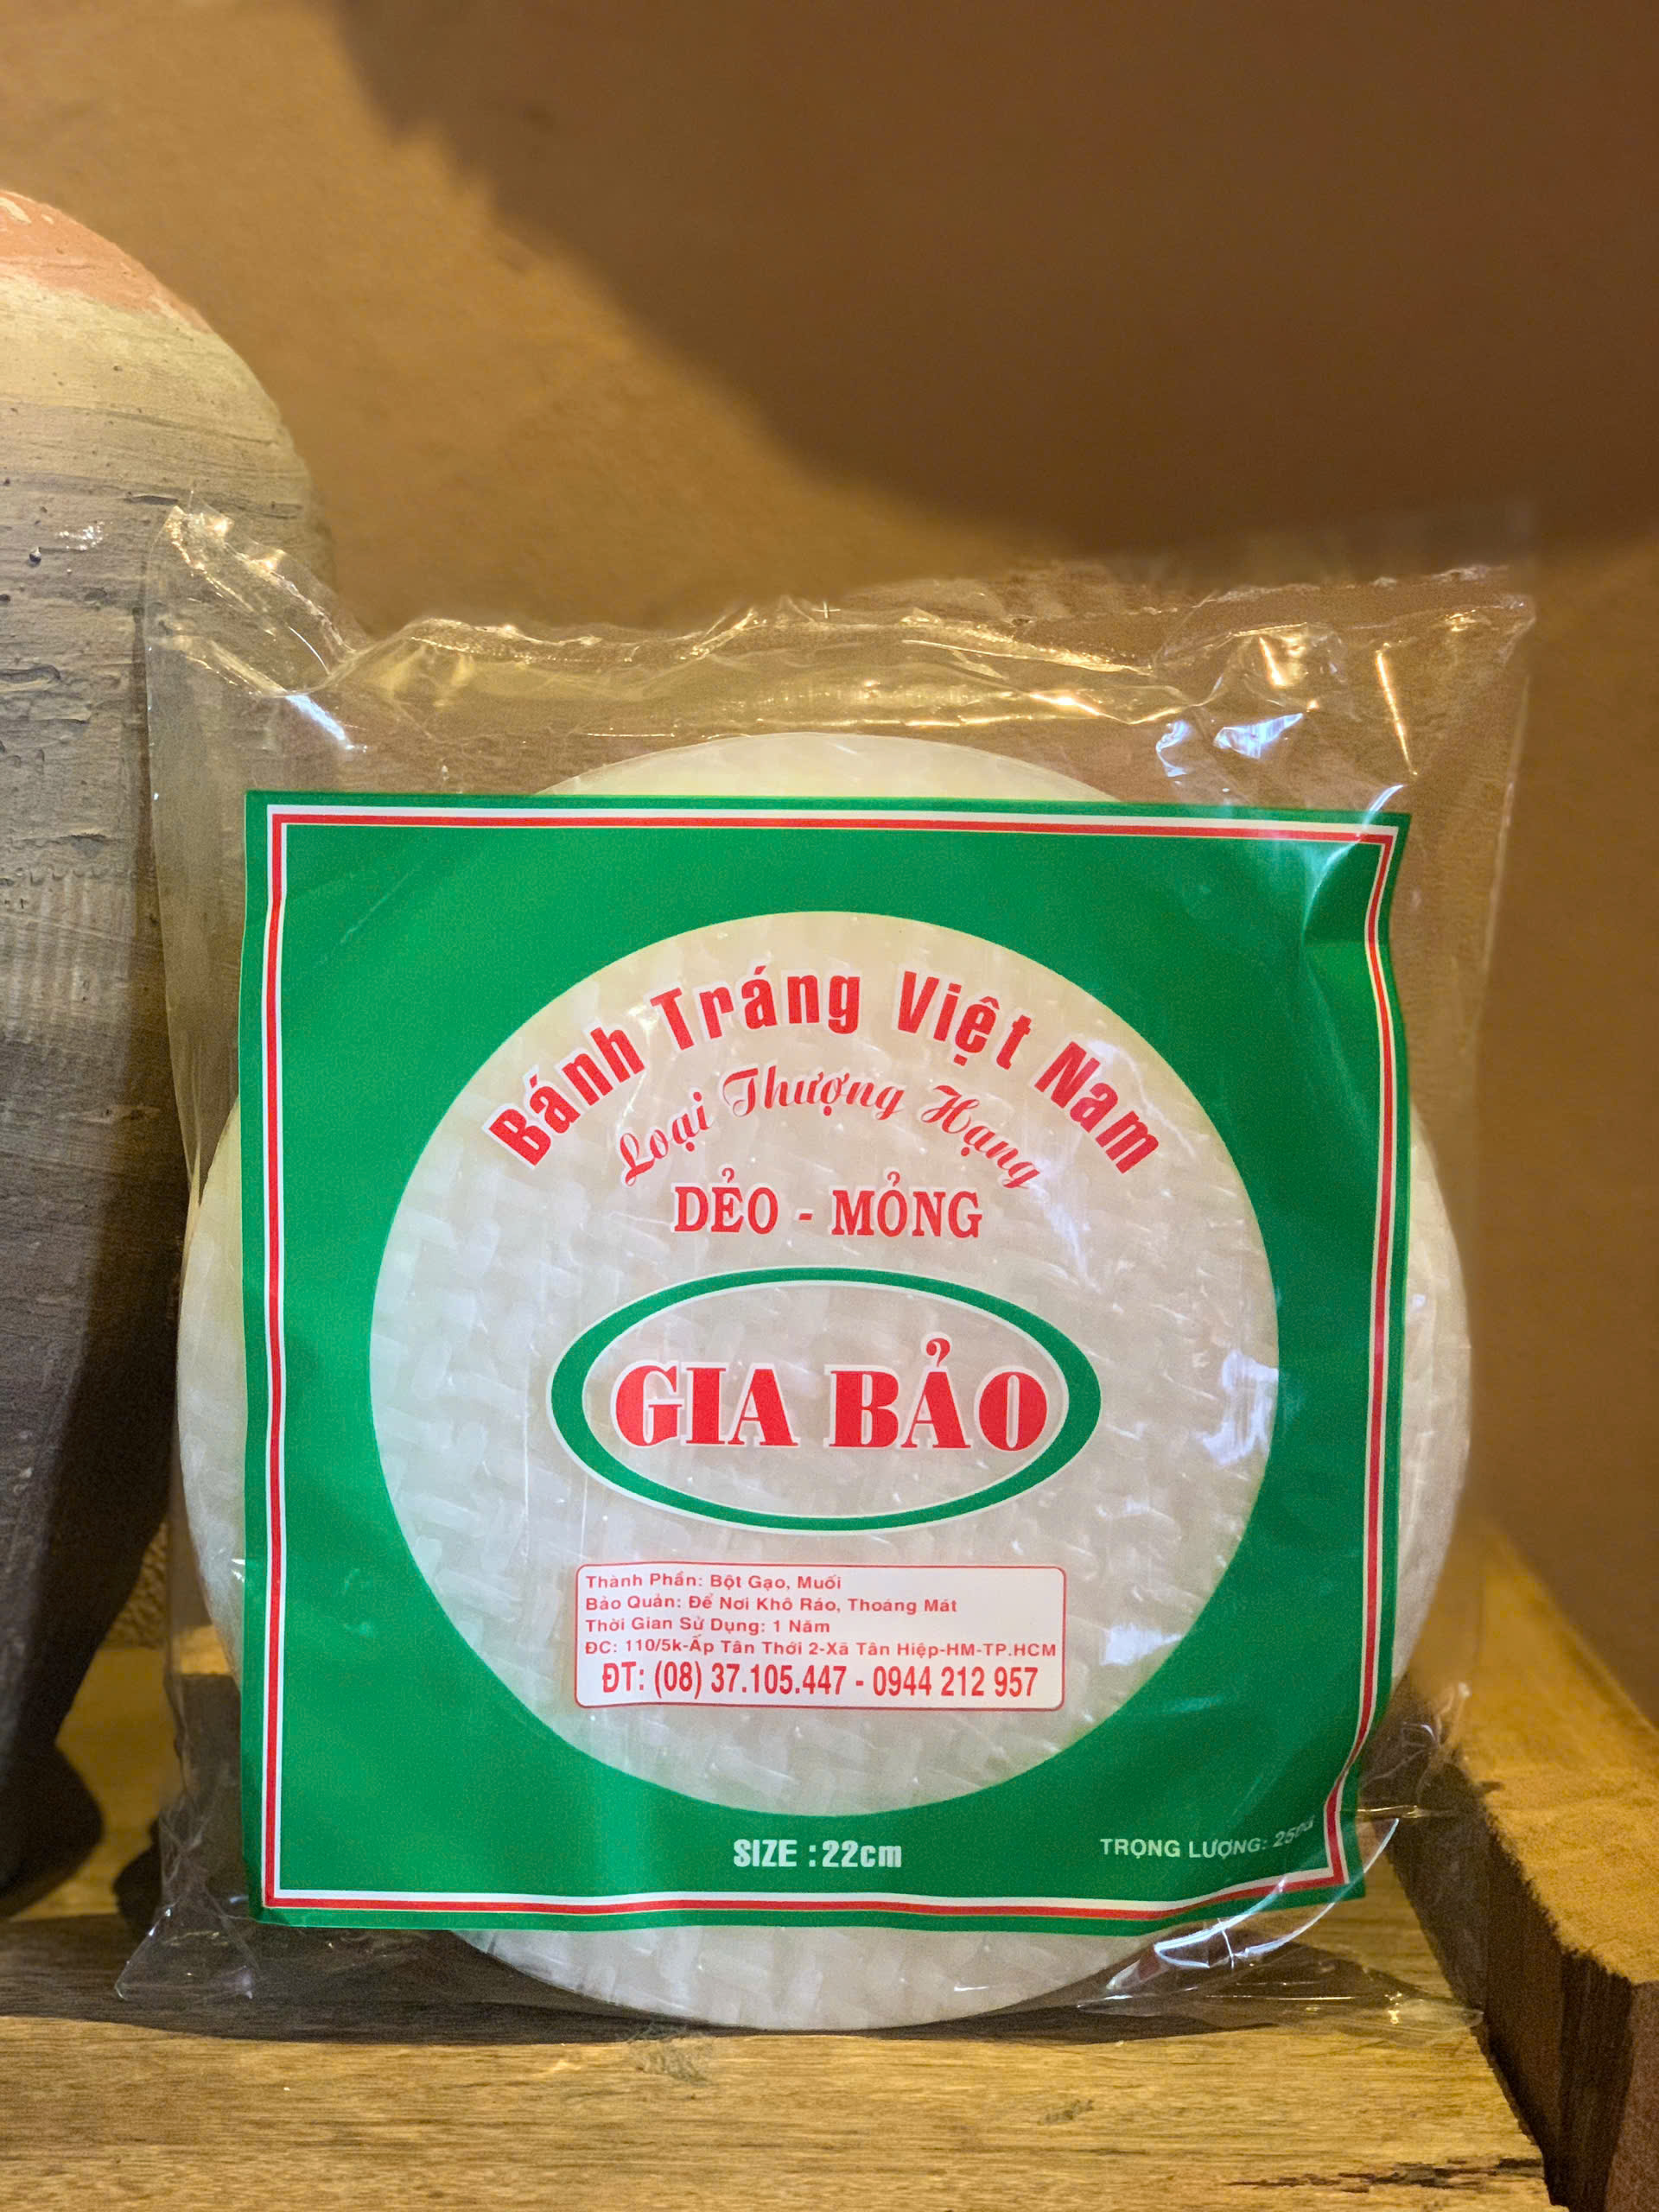 Bánh Tráng Việt Nam
Loại Thượng Hạng
DẺO - MỎNG
GIA BẢO
Thành Phần: Bột Gạo, Muối
Bảo Quản: Để Nơi Khô Ráo, Thoáng Mát
Thời Gian Sử Dụng: 1 Năm
ĐC: 110/5k-Ấp Tân Thới 2-Xã Tân Hiệp-HM-TP.HCM
ĐT: (08) 37.105.447 - 0944 212 957
SIZE :22cm
TRỌNG LƯỢNG: